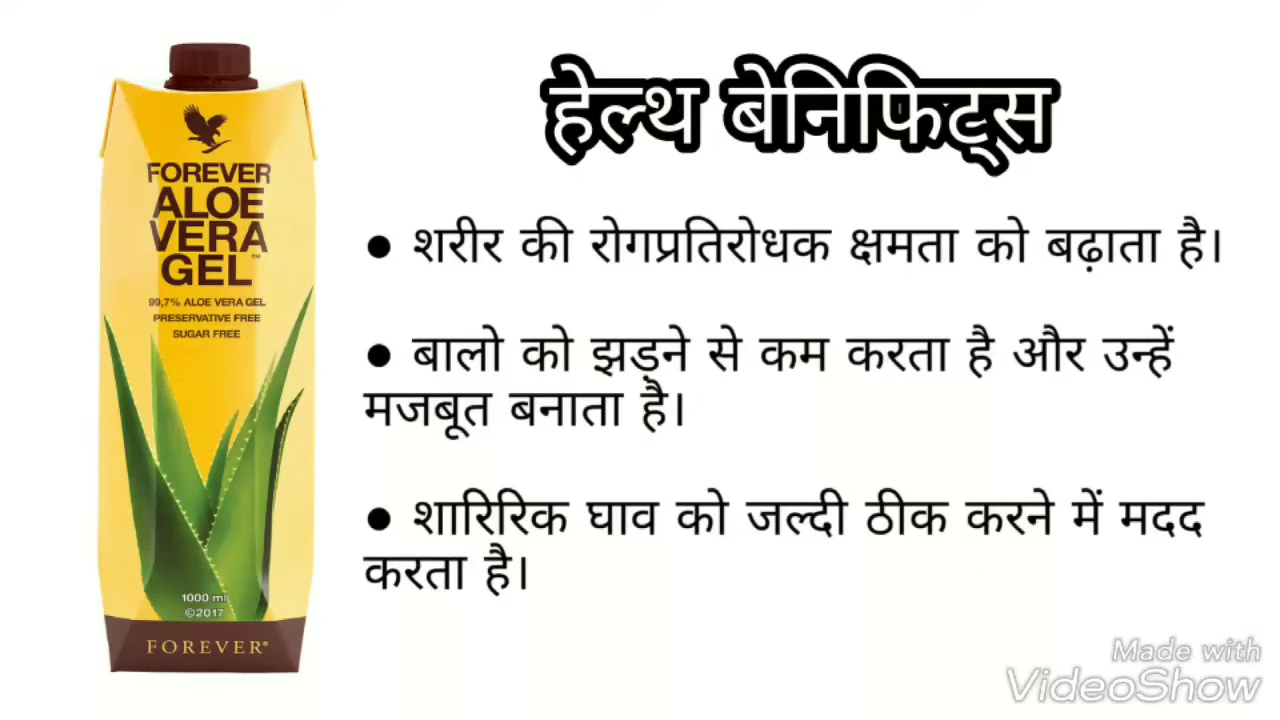 FOREVER
ALOE
VERA
GEL™
99,7% ALOE VERA GEL
PRESERVATIVE FREE
SUGAR FREE
1000 ml
©2017
FOREVER®
हेल्थ बेनिफिट्स
● शरीर की रोगप्रतिरोधक क्षमता को बढ़ाता है।
● बालो को झड़ने से कम करता है और उन्हें
मजबूत बनाता है।
● शारिरिक घाव को जल्दी ठीक करने में मदद
करता है।
Made with
VideoShow